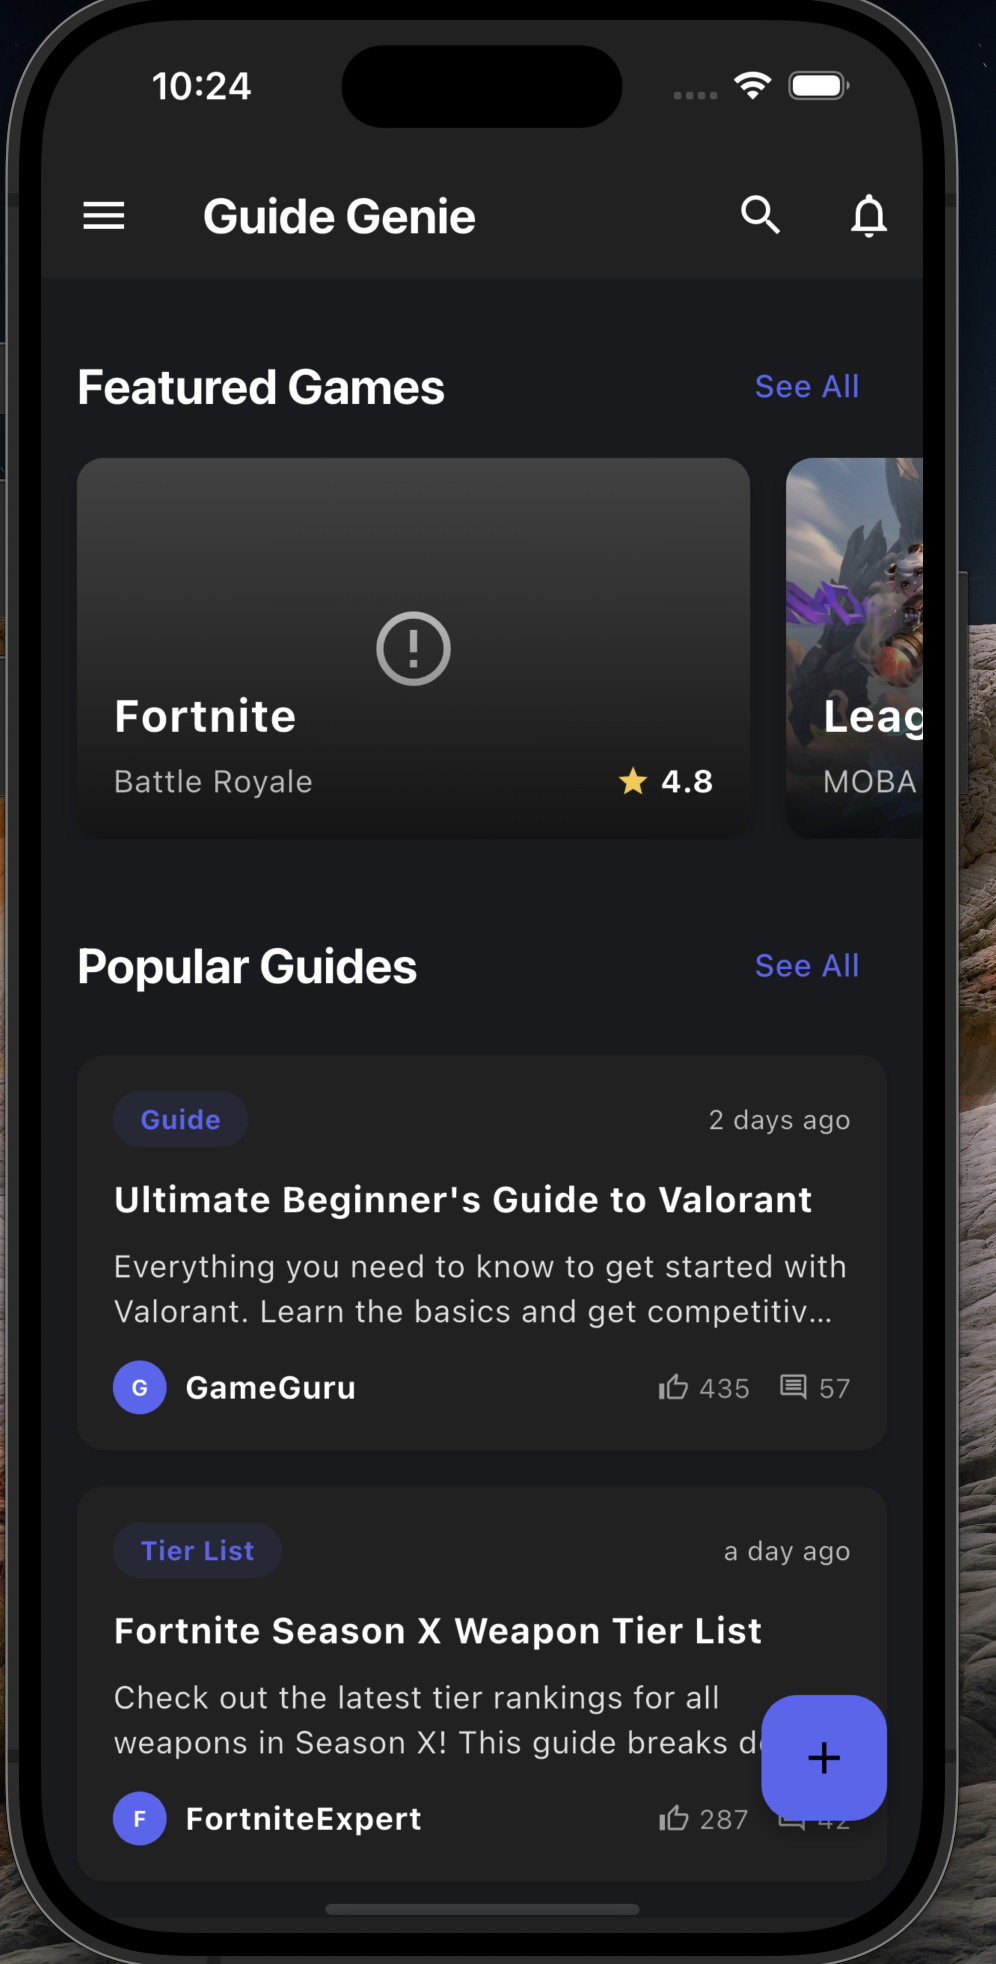 10:24
Guide Genie
Featured Games
See All
Fortnite
Battle Royale
4.8
Leag
MOBA
Popular Guides
See All
Guide
2 days ago
Ultimate Beginner's Guide to Valorant
Everything you need to know to get started with
Valorant. Learn the basics and get competitiv...
G
GameGuru
435
57
Tier List
a day ago
Fortnite Season X Weapon Tier List
Check out the latest tier rankings for all
weapons in Season X! This guide breaks d
F
FortniteExpert
287
42